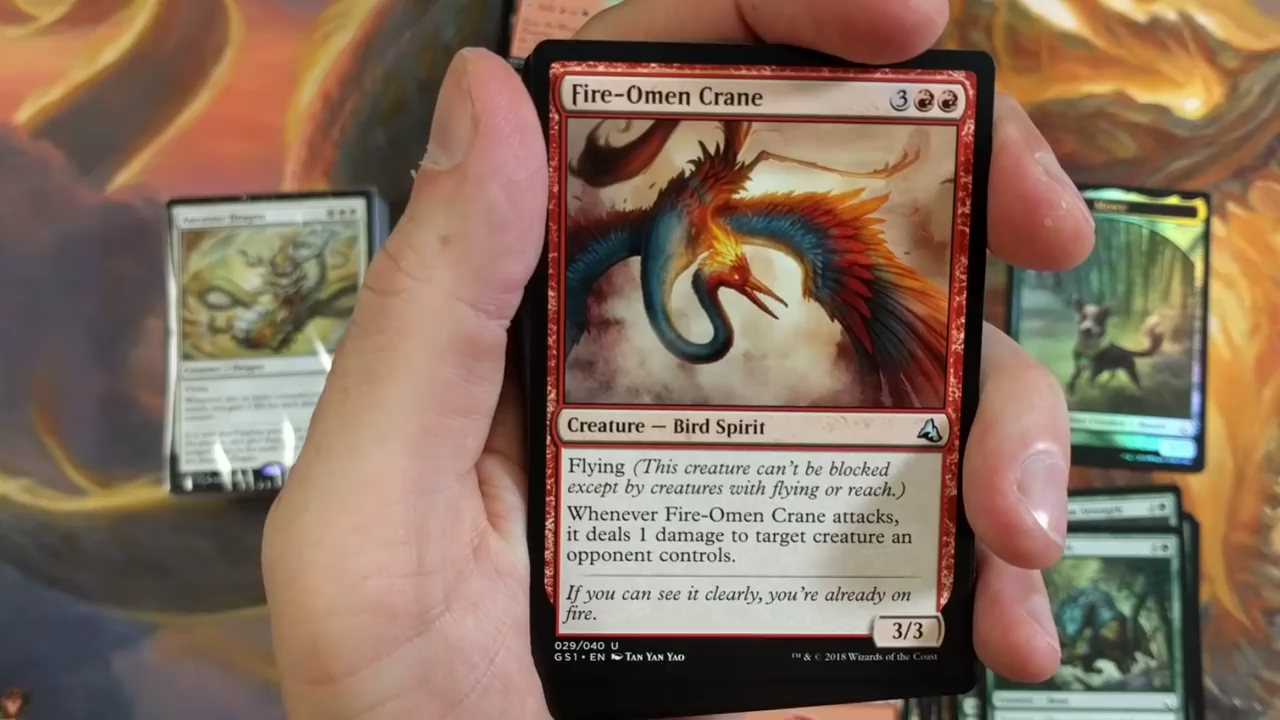 Fire-Omen Crane 3
Creature — Bird Spirit
Flying (This creature can't be blocked
except by creatures with flying or reach.)
Whenever Fire-Omen Crane attacks,
it deals 1 damage to target creature an
opponent controls.
If you can see it clearly, you're already on
fire.
3/3
029/040 U
GS1 • EN Tan Yan Yao
™ & © 2018 Wizards of the Coast